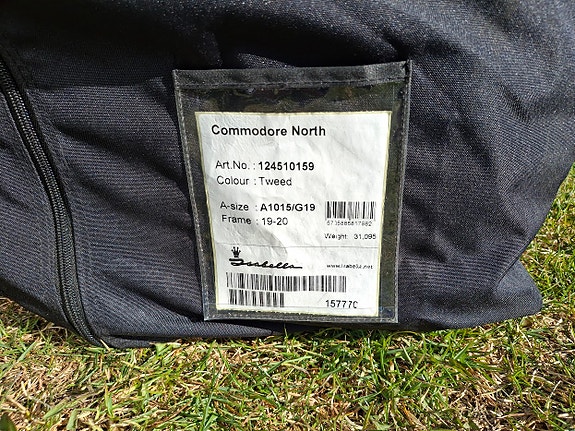 Commodore North
Art.No. : 124510159
Colour : Tweed
A-size : A1015/G19
Frame : 19-20
Weight: 31,095
Isabella
www.isabella.net